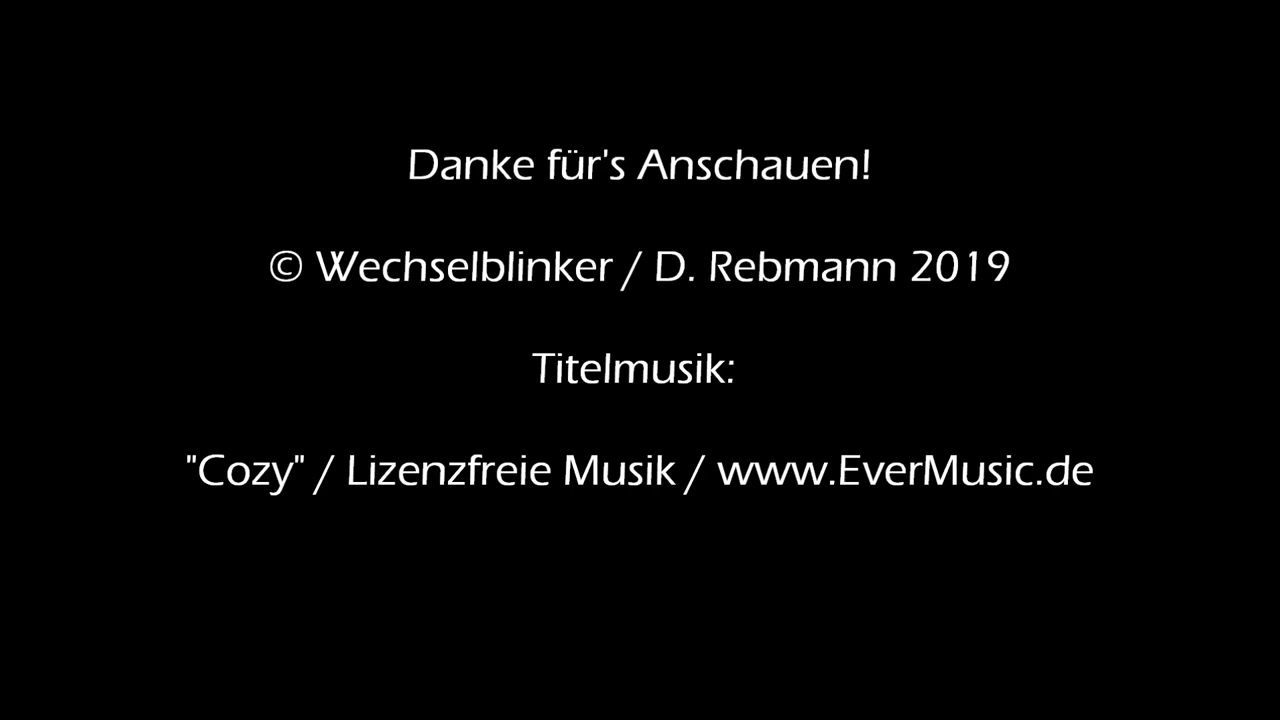 Danke für's Anschauen!
© Wechselblinker / D. Rebmann 2019
Titelmusik:
"Cozy" / Lizenzfreie Musik / www.EverMusic.de